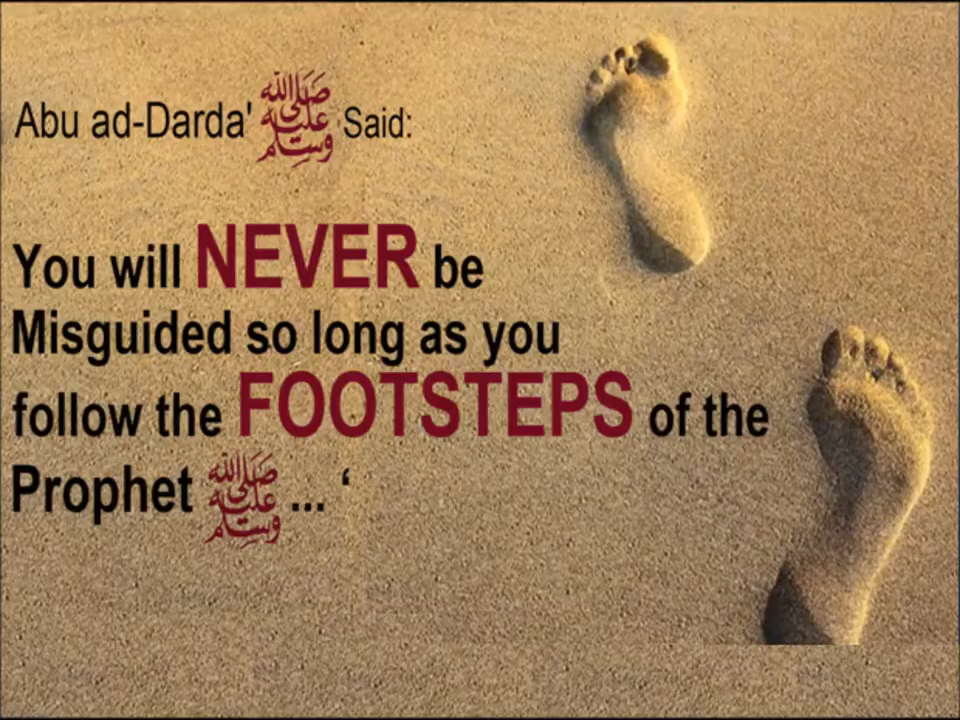 Abu ad-Darda' صلى الله عليه وسلم Said:
You will NEVER be
Misguided so long as you
follow the FOOTSTEPS of the
Prophet صلى الله عليه وسلم ... ‘